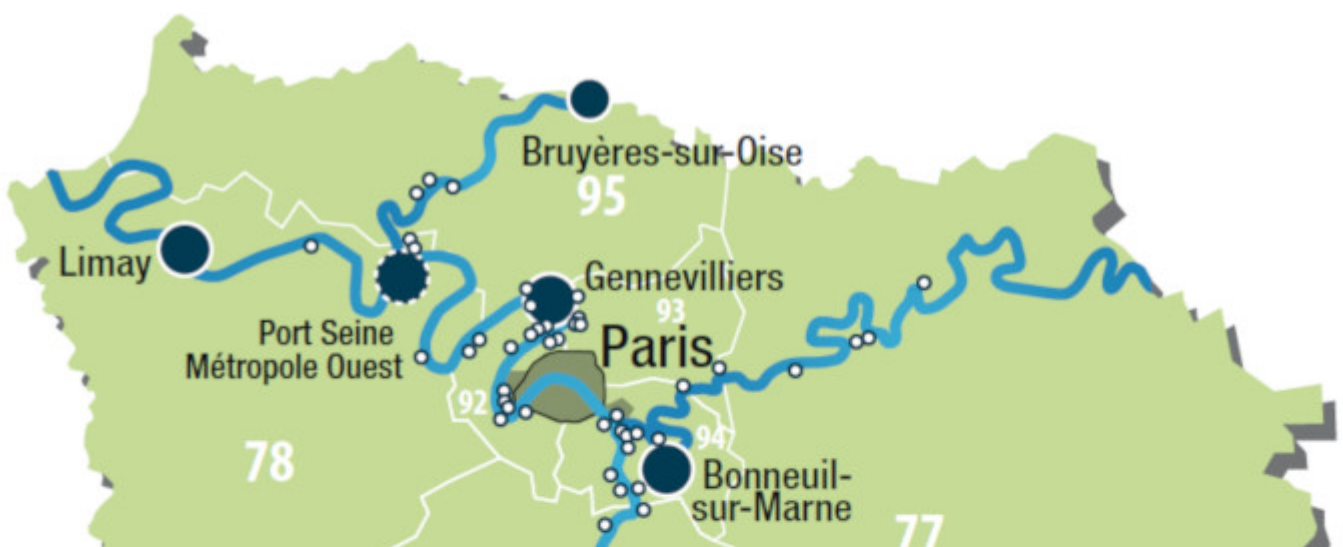 Bruyères-sur-Oise
95
Limay
Gennevilliers
93
Port Seine
Métropole Ouest
Paris
92
94
78
Bonneuil-
sur-Marne
77